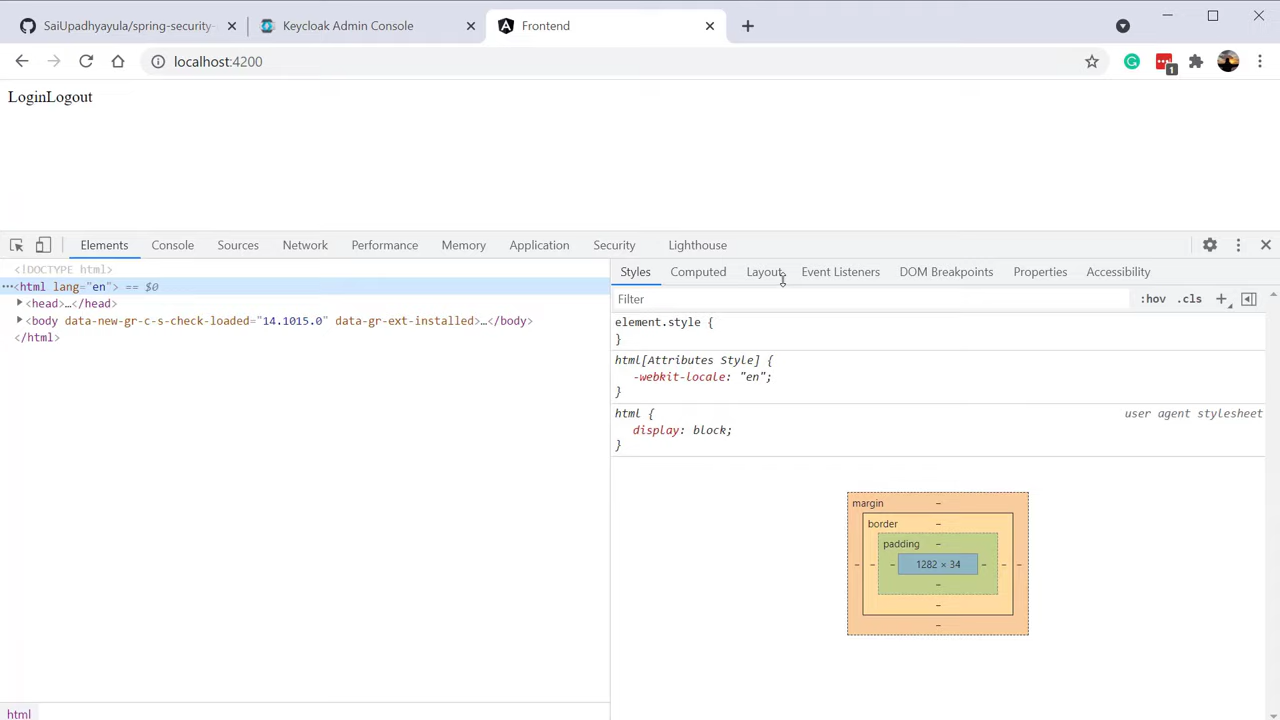 SaiUpadhyayula/spring-security- Keycloak Admin Console Frontend
localhost:4200
1
LoginLogout
Elements Console Sources Network Performance Memory Application Security Lighthouse
<!DOCTYPE html>
···<html lang="en"> == $0
<head>…</head>
<body data-new-gr-c-s-check-loaded="14.1015.0" data-gr-ext-installed>…</body>
</html>
html
Styles Computed Layout Event Listeners DOM Breakpoints Properties Accessibility
Filter :hov .cls +
element.style {
}
html[Attributes Style] {
-webkit-locale: "en";
}
html { user agent stylesheet
display: block;
}
margin –
border –
padding –
– – – 1282 × 34 – – –
–
–
–